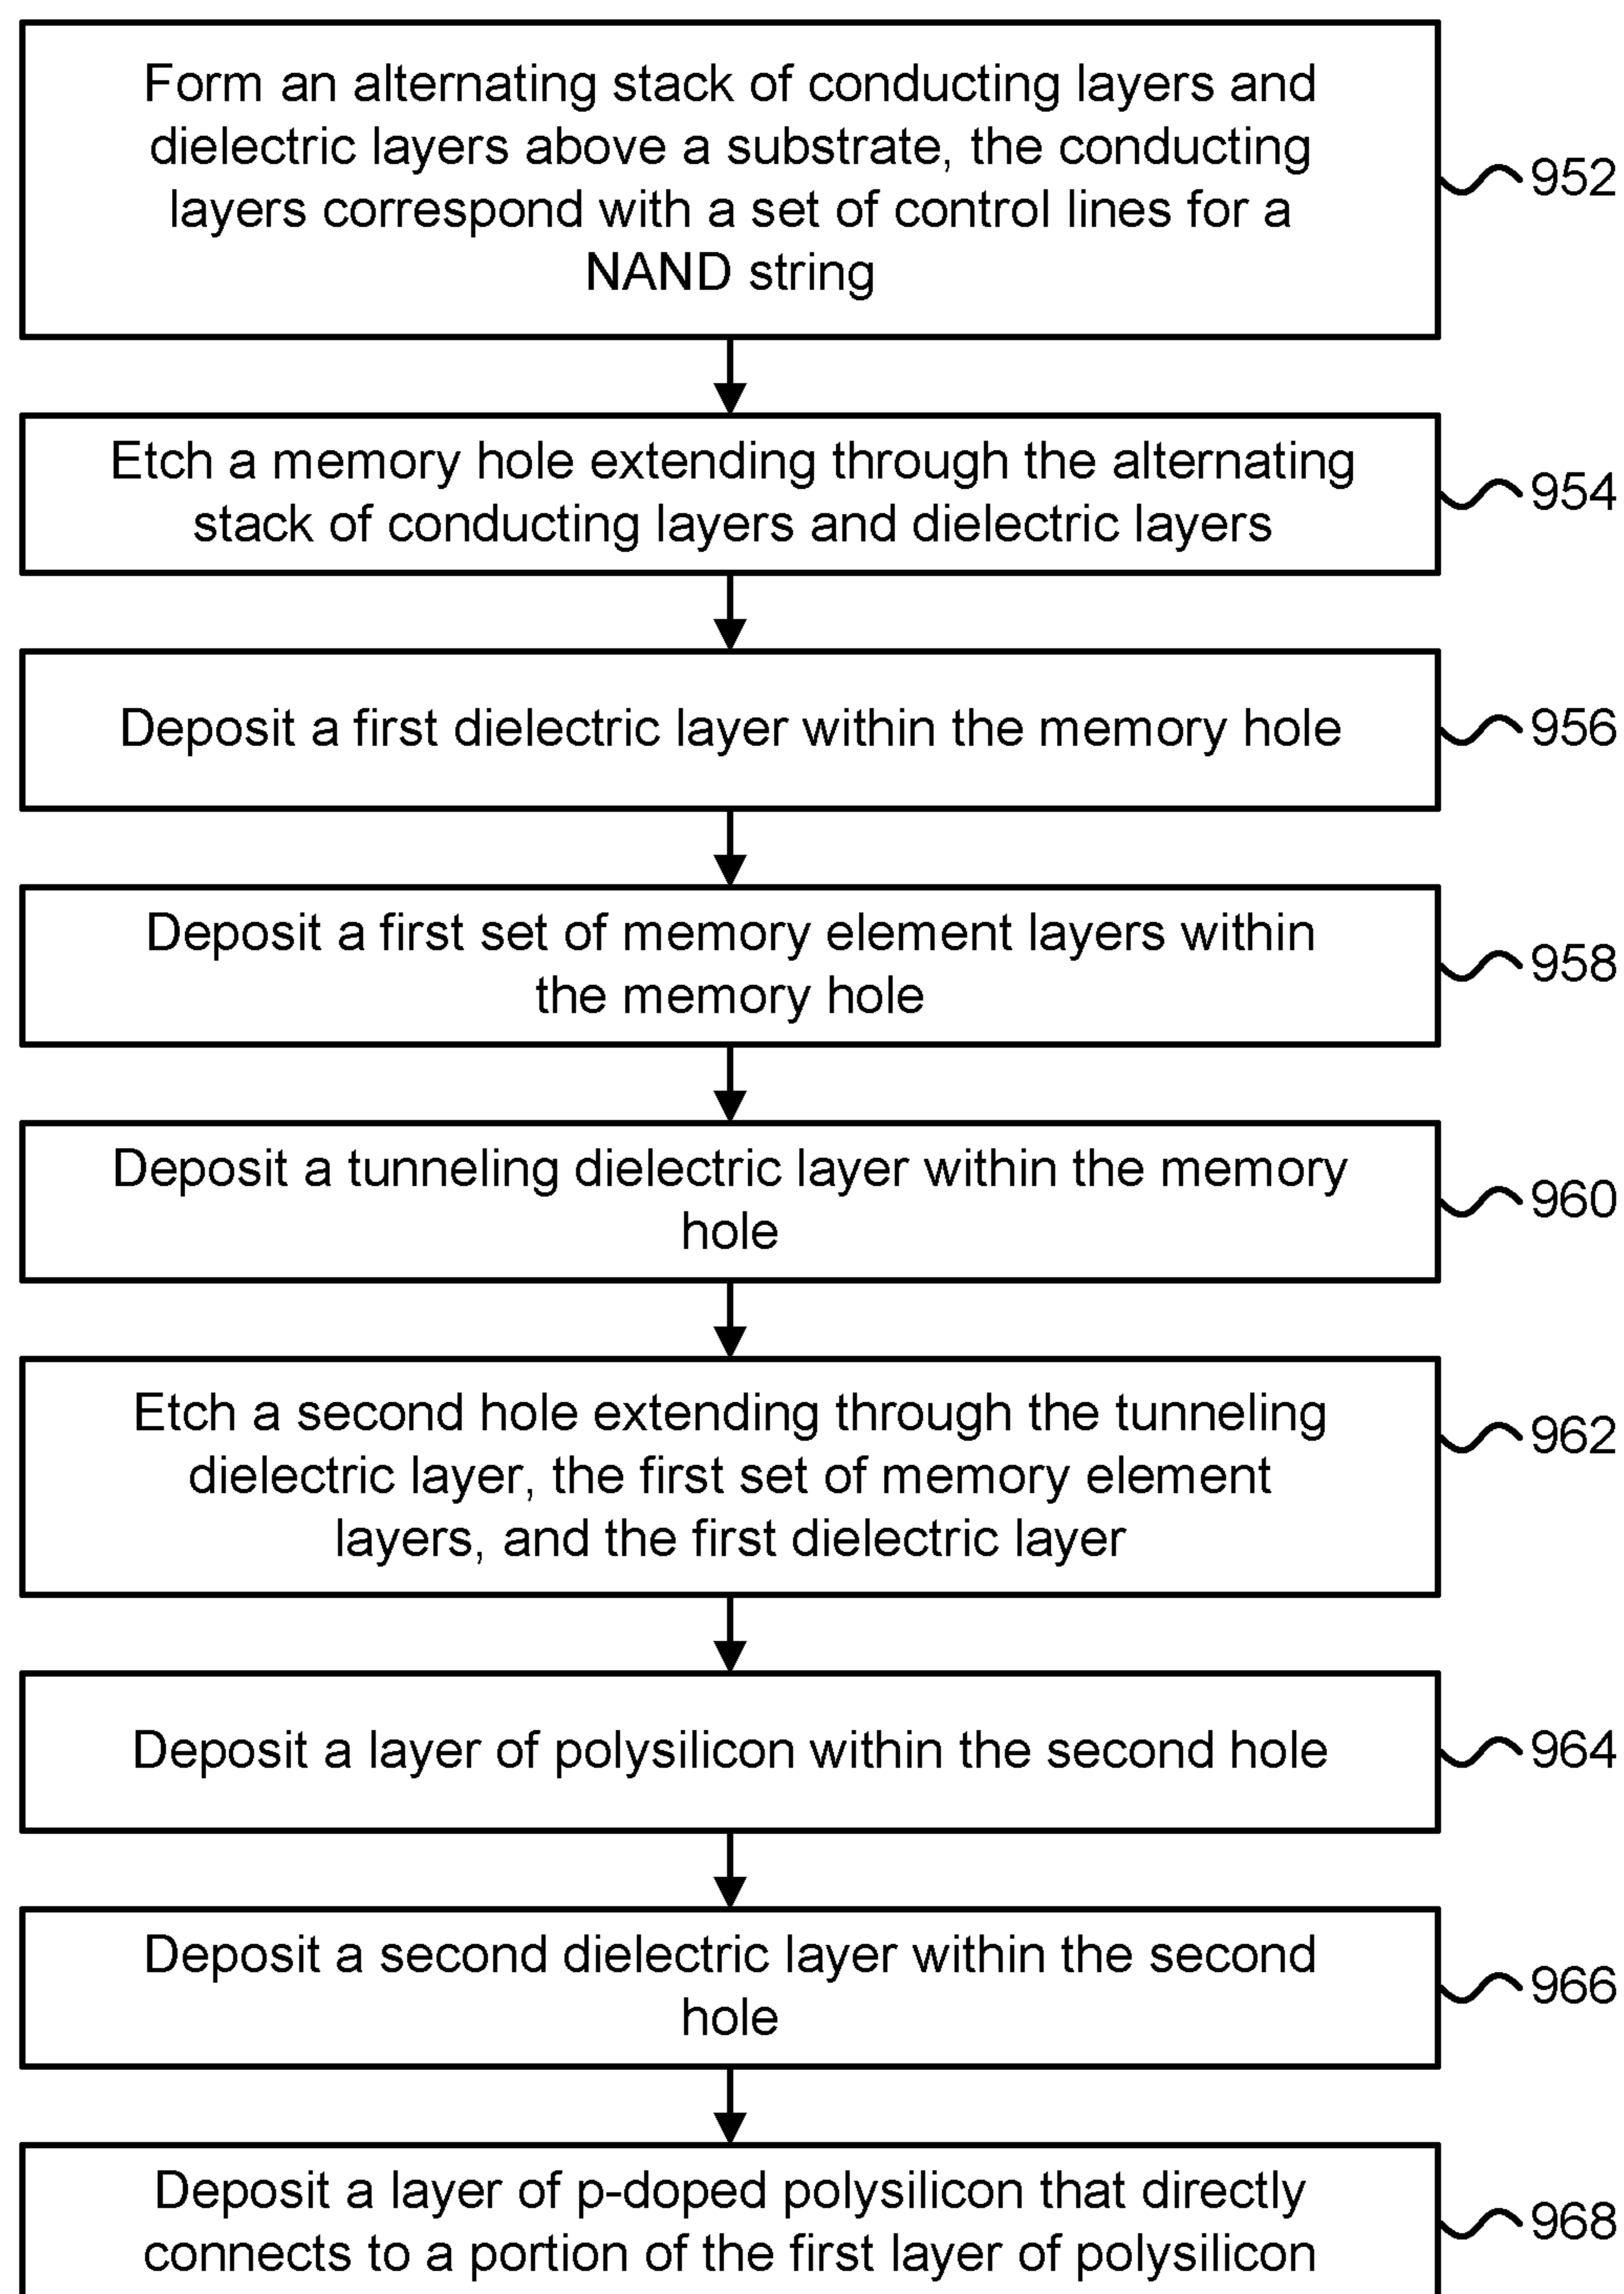 Form an alternating stack of conducting layers and
dielectric layers above a substrate, the conducting
layers correspond with a set of control lines for a
NAND string
952
Etch a memory hole extending through the alternating
stack of conducting layers and dielectric layers
954
Deposit a first dielectric layer within the memory hole
956
Deposit a first set of memory element layers within
the memory hole
958
Deposit a tunneling dielectric layer within the memory
hole
960
Etch a second hole extending through the tunneling
dielectric layer, the first set of memory element
layers, and the first dielectric layer
962
Deposit a layer of polysilicon within the second hole
964
Deposit a second dielectric layer within the second
hole
966
Deposit a layer of p-doped polysilicon that directly
connects to a portion of the first layer of polysilicon
968